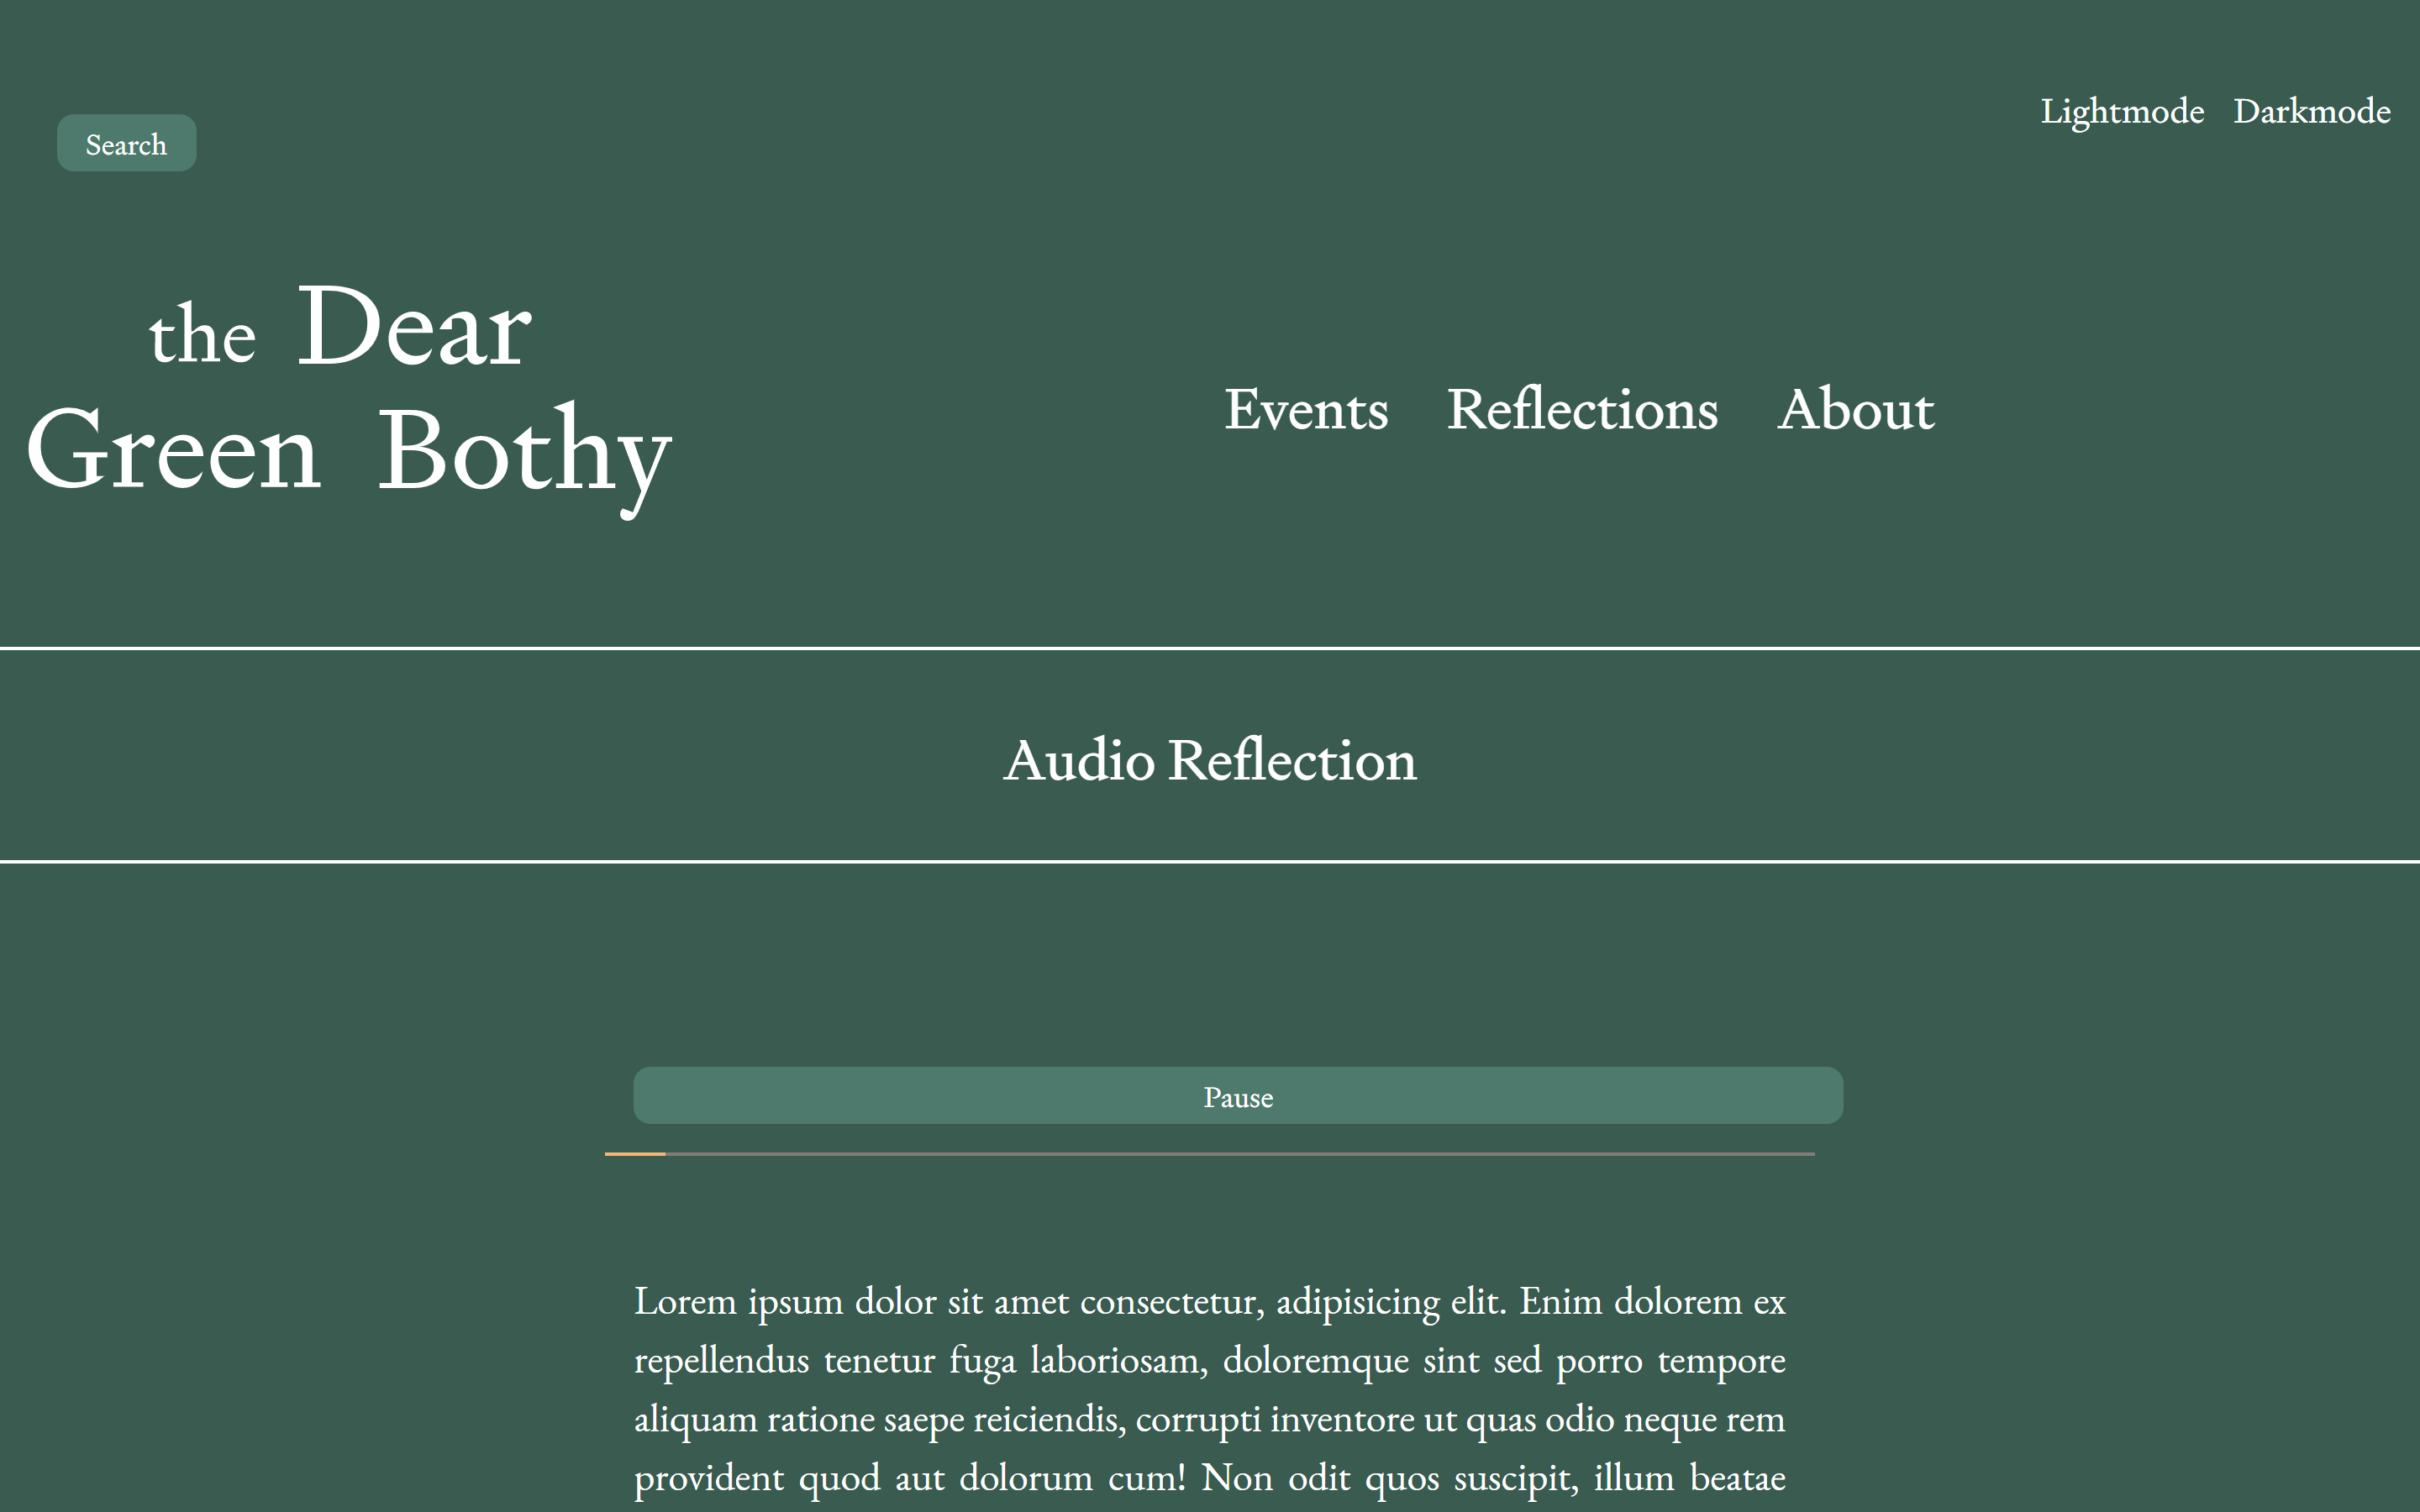 Search
Lightmode Darkmode
the Dear
Green Bothy
Events Reflections About
Audio Reflection
Pause
Lorem ipsum dolor sit amet consectetur, adipisicing elit. Enim dolorem ex
repellendus tenetur fuga laboriosam, doloremque sint sed porro tempore
aliquam ratione saepe reiciendis, corrupti inventore ut quas odio neque rem
provident quod aut dolorum cum! Non odit quos suscipit, illum beatae